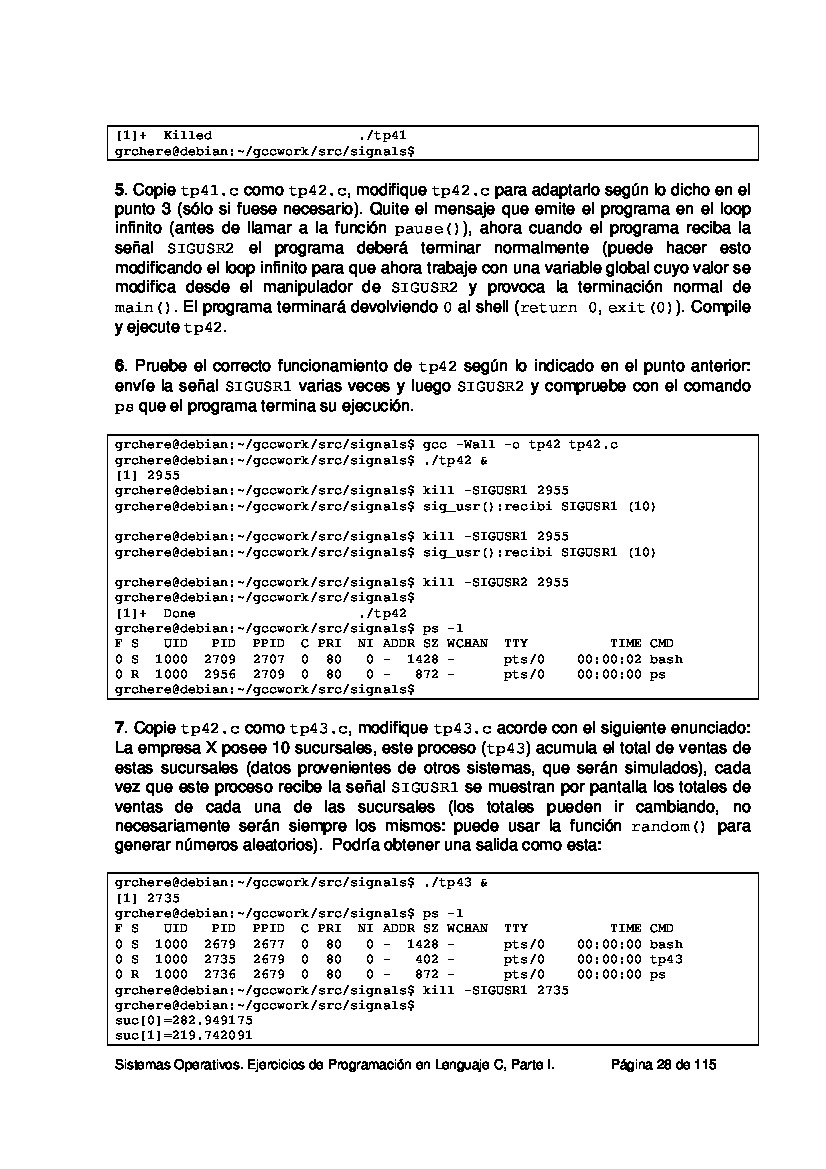 [1]+  Killed                  ./tp41
grchere@debian:~/gccwork/src/signals$
5. Copie tp41.c como tp42.c, modifique tp42.c para adaptarlo según lo dicho en el
punto 3 (sólo si fuese necesario). Quite el mensaje que emite el programa en el loop
infinito (antes de llamar a la función pause()), ahora cuando el programa reciba la
señal SIGUSR2 el programa deberá terminar normalmente (puede hacer esto
modificando el loop infinito para que ahora trabaje con una variable global cuyo valor se
modifica desde el manipulador de SIGUSR2 y provoca la terminación normal de
main(). El programa terminará devolviendo 0 al shell (return 0, exit(0)). Compile
y ejecute tp42.
6. Pruebe el correcto funcionamiento de tp42 según lo indicado en el punto anterior:
envíe la señal SIGUSR1 varias veces y luego SIGUSR2 y compruebe con el comando
ps que el programa termina su ejecución.
grchere@debian:~/gccwork/src/signals$ gcc -Wall -o tp42 tp42.c
grchere@debian:~/gccwork/src/signals$ ./tp42 &
[1] 2955
grchere@debian:~/gccwork/src/signals$ kill -SIGUSR1 2955
grchere@debian:~/gccwork/src/signals$ sig_usr():recibi SIGUSR1 (10)
grchere@debian:~/gccwork/src/signals$ kill -SIGUSR1 2955
grchere@debian:~/gccwork/src/signals$ sig_usr():recibi SIGUSR1 (10)
grchere@debian:~/gccwork/src/signals$ kill -SIGUSR2 2955
grchere@debian:~/gccwork/src/signals$
[1]+  Done                    ./tp42
grchere@debian:~/gccwork/src/signals$ ps -l
F S   UID   PID  PPID  C PRI  NI ADDR SZ WCHAN  TTY          TIME CMD
0 S  1000  2709  2707  0  80   0 -  1428 -      pts/0    00:00:02 bash
0 R  1000  2956  2709  0  80   0 -   872 -      pts/0    00:00:00 ps
grchere@debian:~/gccwork/src/signals$
7. Copie tp42.c como tp43.c, modifique tp43.c acorde con el siguiente enunciado:
La empresa X posee 10 sucursales, este proceso (tp43) acumula el total de ventas de
estas sucursales (datos provenientes de otros sistemas, que serán simulados), cada
vez que este proceso recibe la señal SIGUSR1 se muestran por pantalla los totales de
ventas de cada una de las sucursales (los totales pueden ir cambiando, no
necesariamente serán siempre los mismos: puede usar la función random() para
generar números aleatorios).  Podría obtener una salida como esta:
grchere@debian:~/gccwork/src/signals$ ./tp43 &
[1] 2735
grchere@debian:~/gccwork/src/signals$ ps -l
F S   UID   PID  PPID  C PRI  NI ADDR SZ WCHAN  TTY          TIME CMD
0 S  1000  2679  2677  0  80   0 -  1428 -      pts/0    00:00:00 bash
0 S  1000  2735  2679  0  80   0 -   402 -      pts/0    00:00:00 tp43
0 R  1000  2736  2679  0  80   0 -   872 -      pts/0    00:00:00 ps
grchere@debian:~/gccwork/src/signals$ kill -SIGUSR1 2735
grchere@debian:~/gccwork/src/signals$
suc[0]=282.949175
suc[1]=219.742091
Sistemas Operativos. Ejercicios de Programación en Lenguaje C, Parte I.    Página 28 de 115